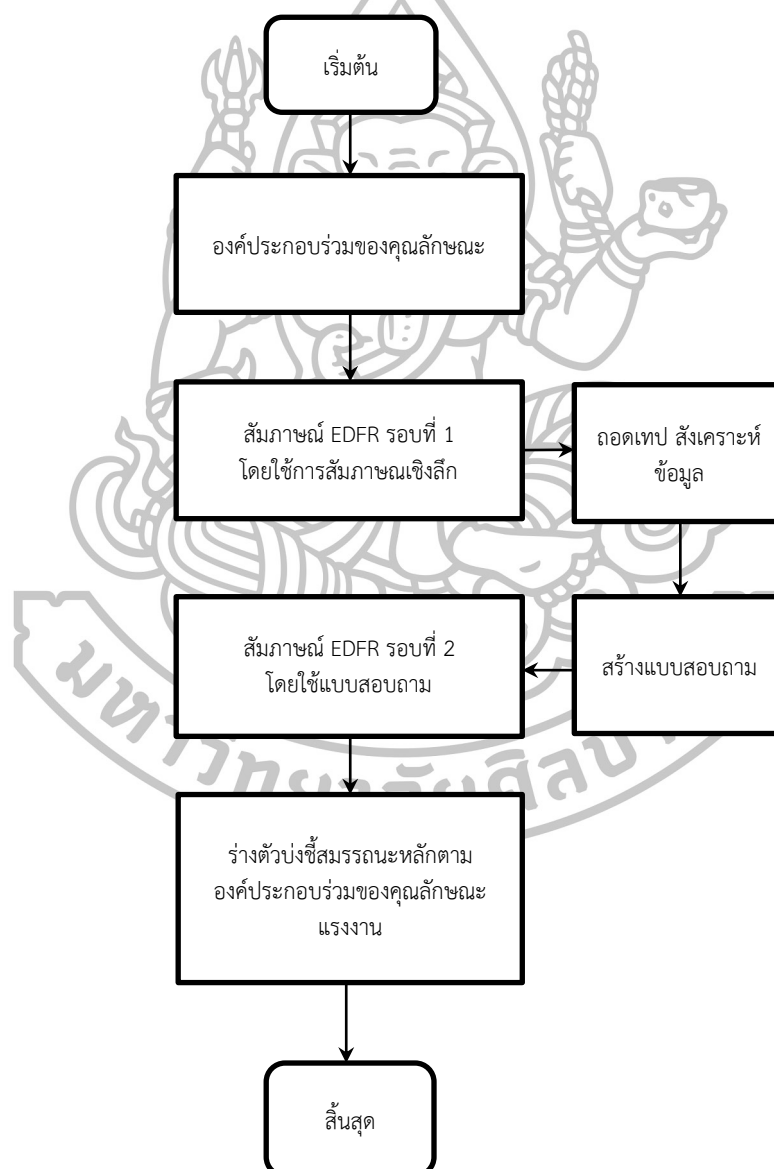 เริ่มต้น
องค์ประกอบร่วมของคุณลักษณะ
สัมภาษณ์ EDFR รอบที่ 1
โดยใช้การสัมภาษณเชิงลึก
ถอดเทป สังเคราะห์
ข้อมูล
สัมภาษณ์ EDFR รอบที่ 2
โดยใช้แบบสอบถาม
สร้างแบบสอบถาม
ร่างตัวบ่งชี้สมรรถนะหลักตาม
องค์ประกอบร่วมของคุณลักษณะ
แรงงาน
สิ้นสุด